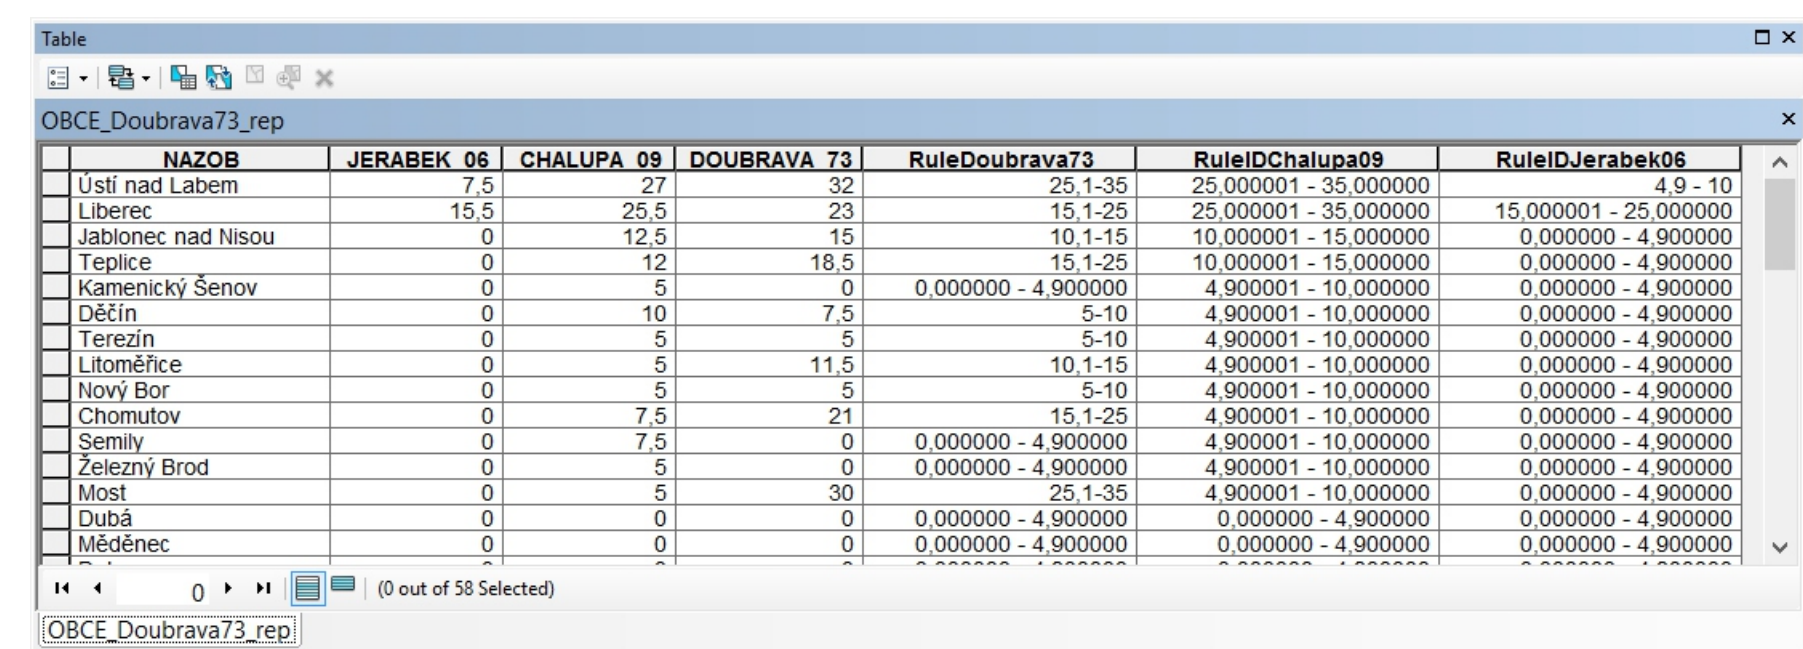 Table
OBCE_Doubrava73_rep
NAZOB JERABEK_06 CHALUPA_09 DOUBRAVA_73 RuleDoubrava73 RuleIDChalupa09 RuleIDJerabek06
Ústí nad Labem 7,5 27 32 25,1-35 25,000001 - 35,000000 4,9 - 10
Liberec 15,5 25,5 23 15,1-25 25,000001 - 35,000000 15,000001 - 25,000000
Jablonec nad Nisou 0 12,5 15 10,1-15 10,000001 - 15,000000 0,000000 - 4,900000
Teplice 0 12 18,5 15,1-25 10,000001 - 15,000000 0,000000 - 4,900000
Kamenický Šenov 0 5 0 0,000000 - 4,900000 4,900001 - 10,000000 0,000000 - 4,900000
Děčín 0 10 7,5 5-10 4,900001 - 10,000000 0,000000 - 4,900000
Terezín 0 5 5 5-10 4,900001 - 10,000000 0,000000 - 4,900000
Litoměřice 0 5 11,5 10,1-15 4,900001 - 10,000000 0,000000 - 4,900000
Nový Bor 0 5 5 5-10 4,900001 - 10,000000 0,000000 - 4,900000
Chomutov 0 7,5 21 15,1-25 4,900001 - 10,000000 0,000000 - 4,900000
Semily 0 7,5 0 0,000000 - 4,900000 4,900001 - 10,000000 0,000000 - 4,900000
Železný Brod 0 5 0 0,000000 - 4,900000 4,900001 - 10,000000 0,000000 - 4,900000
Most 0 5 30 25,1-35 4,900001 - 10,000000 0,000000 - 4,900000
Dubá 0 0 0 0,000000 - 4,900000 0,000000 - 4,900000 0,000000 - 4,900000
Měděnec 0 0 0 0,000000 - 4,900000 0,000000 - 4,900000 0,000000 - 4,900000
0 (0 out of 58 Selected)
OBCE_Doubrava73_rep